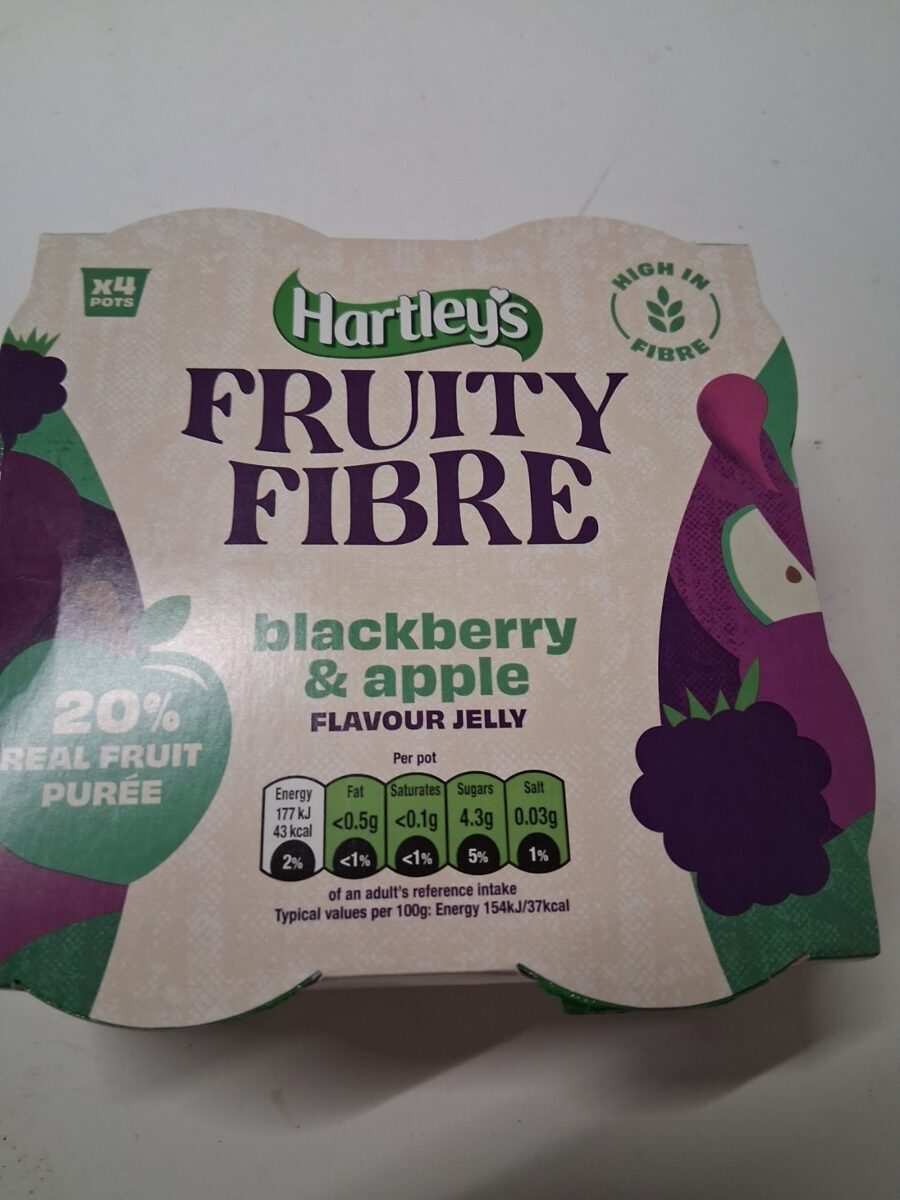 x4
POTS
Hartley's
HIGH IN
FIBRE
FRUITY
FIBRE
blackberry
& apple
FLAVOUR JELLY
20%
REAL FRUIT
PURÉE
Per pot
Energy
177 kJ
43 kcal
2%
Fat
<0.5g
<1%
Saturates
<0.1g
<1%
Sugars
4.3g
5%
Salt
0.03g
1%
of an adult's reference intake
Typical values per 100g: Energy 154kJ/37kcal